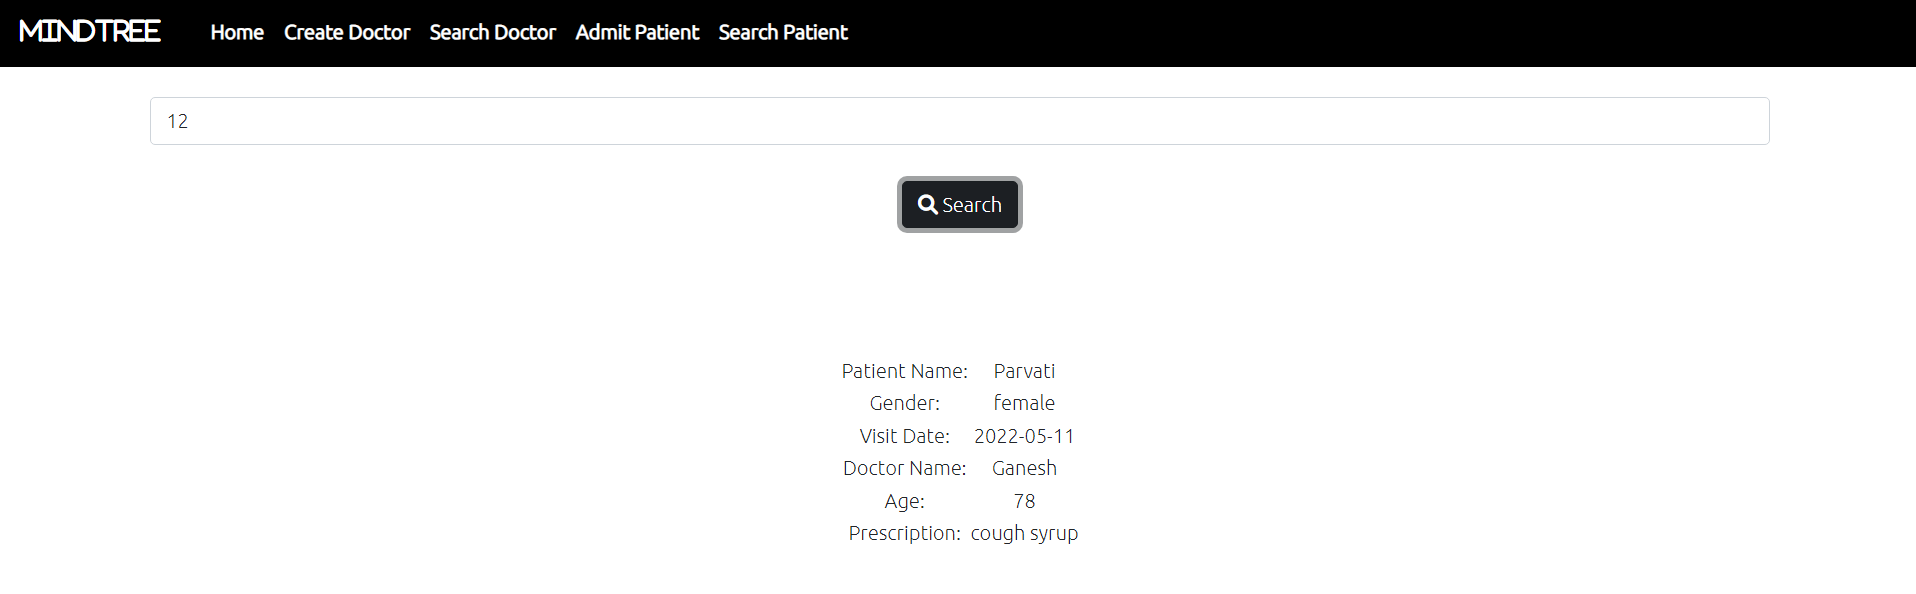 MINDTREE Home Create Doctor Search Doctor Admit Patient Search Patient
12
Search
Patient Name: Parvati
Gender: female
Visit Date: 2022-05-11
Doctor Name: Ganesh
Age: 78
Prescription: cough syrup